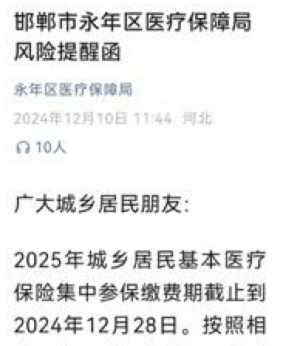 邯郸市永年区医疗保障局
风险提醒函
永年区医疗保障局
2024年12月10日 11:44 河北
10人
广大城乡居民朋友:
2025年城乡居民基本医疗
保险集中参保缴费期截止到
2024年12月28日。按照相